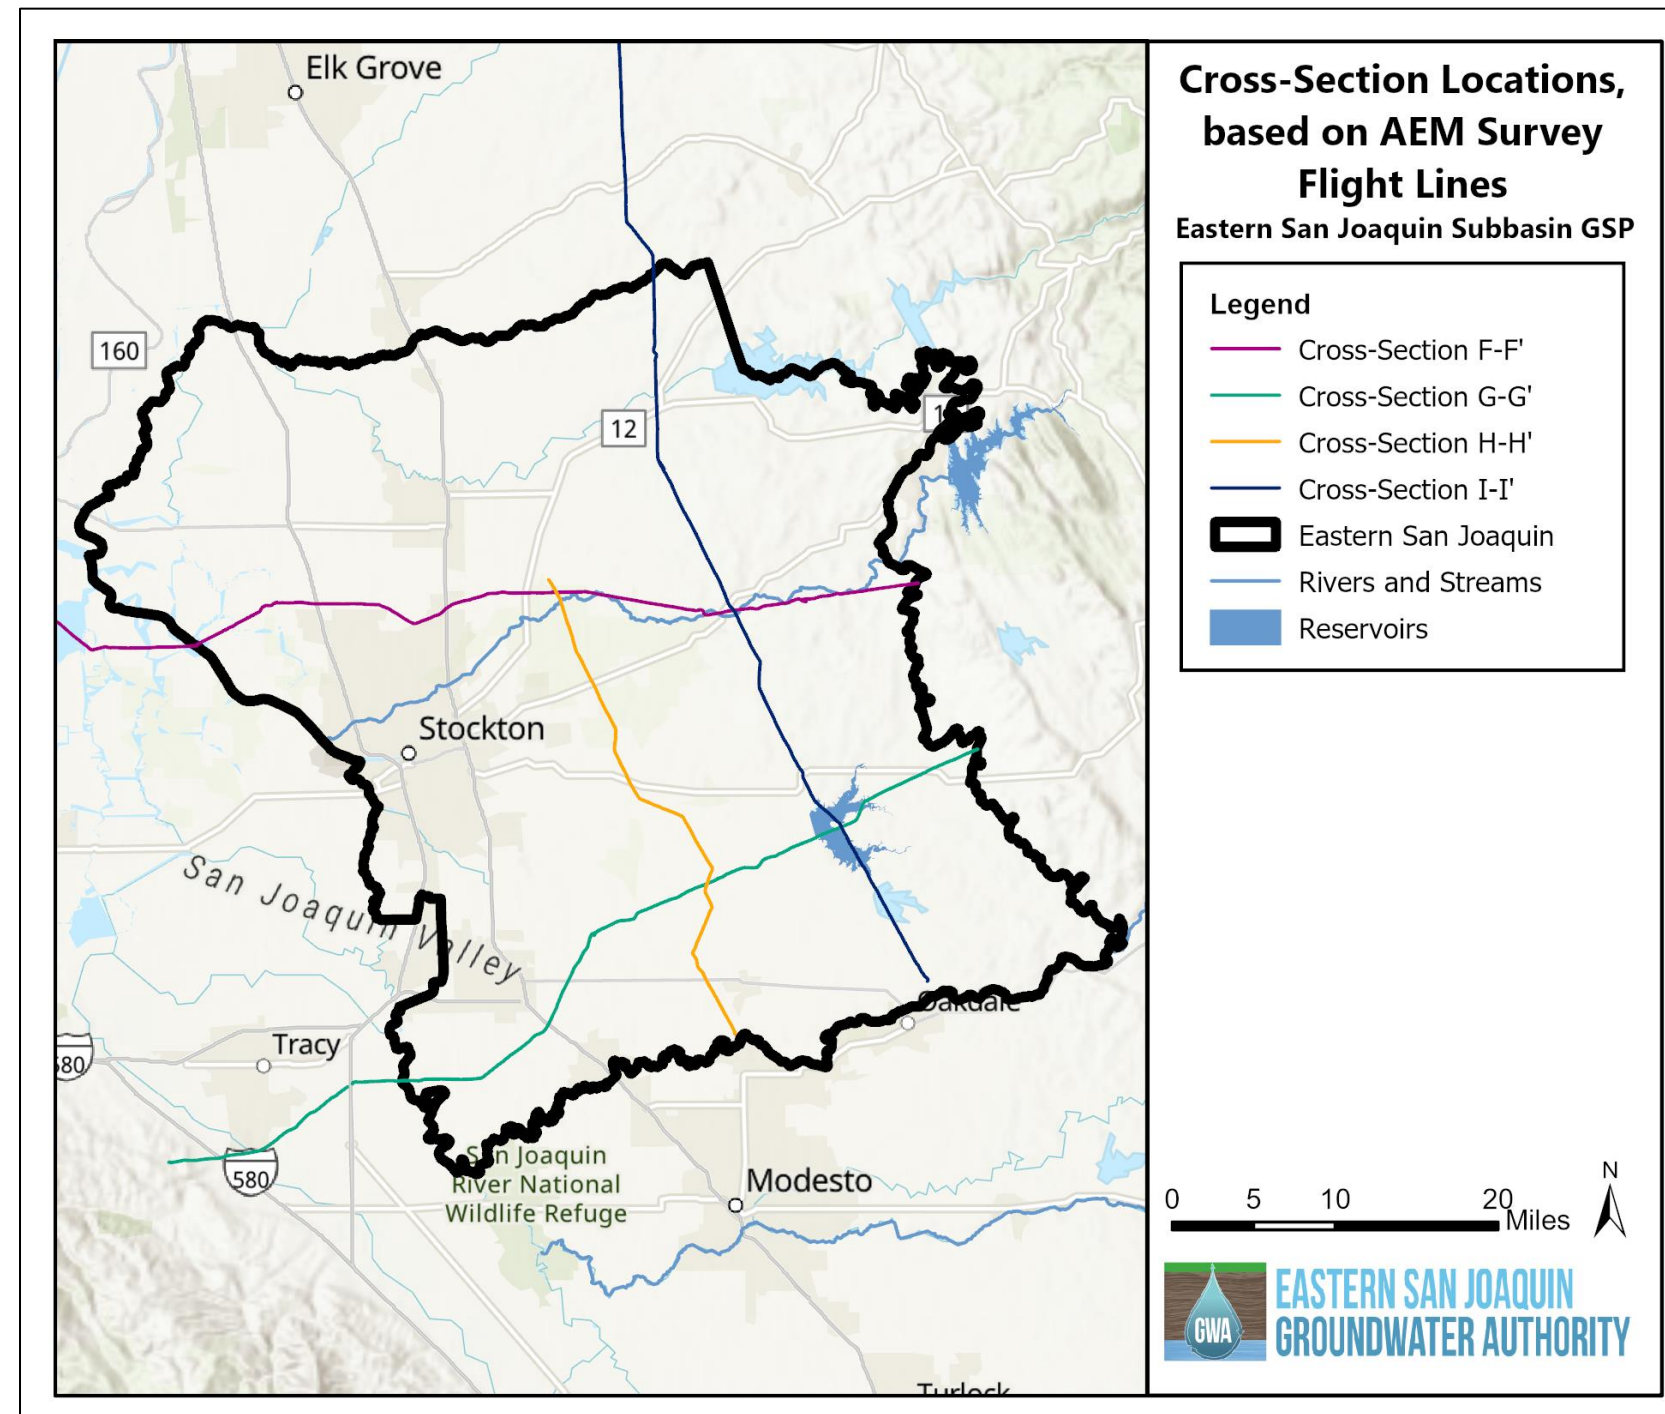 Elk Grove
160
12
1
Stockton
San Joaquin Valley
Oakdale
Tracy
580
580
San Joaquin
River National
Wildlife Refuge
Modesto
Turlock
Cross-Section Locations,
based on AEM Survey
Flight Lines
Eastern San Joaquin Subbasin GSP
Legend
Cross-Section F-F'
Cross-Section G-G'
Cross-Section H-H'
Cross-Section I-I'
Eastern San Joaquin
Rivers and Streams
Reservoirs
N
0 5 10 20
Miles
GWA
EASTERN SAN JOAQUIN
GROUNDWATER AUTHORITY